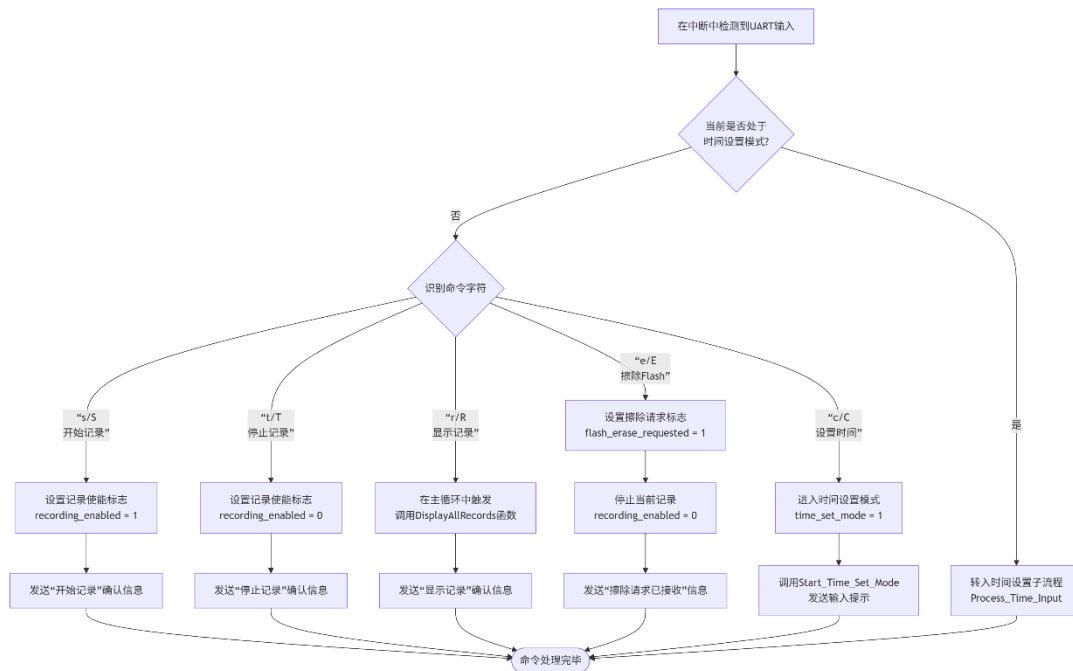 在中断中检测到UART输入
当前是否处于
时间设置模式?
否
是
识别命令字符
“s/S
开始记录”
“t/T
停止记录”
“r/R
显示记录”
“e/E
擦除Flash”
“c/C
设置时间”
设置记录使能标志
recording_enabled = 1
发送“开始记录”确认信息
设置记录使能标志
recording_enabled = 0
发送“停止记录”确认信息
在主循环中触发
调用DisplayAllRecords函数
发送“显示记录”确认信息
设置擦除请求标志
flash_erase_requested = 1
停止当前记录
recording_enabled = 0
发送“擦除请求已接收”信息
进入时间设置模式
time_set_mode = 1
调用Start_Time_Set_Mode
发送输入提示
转入时间设置子流程
Process_Time_Input
命令处理完毕